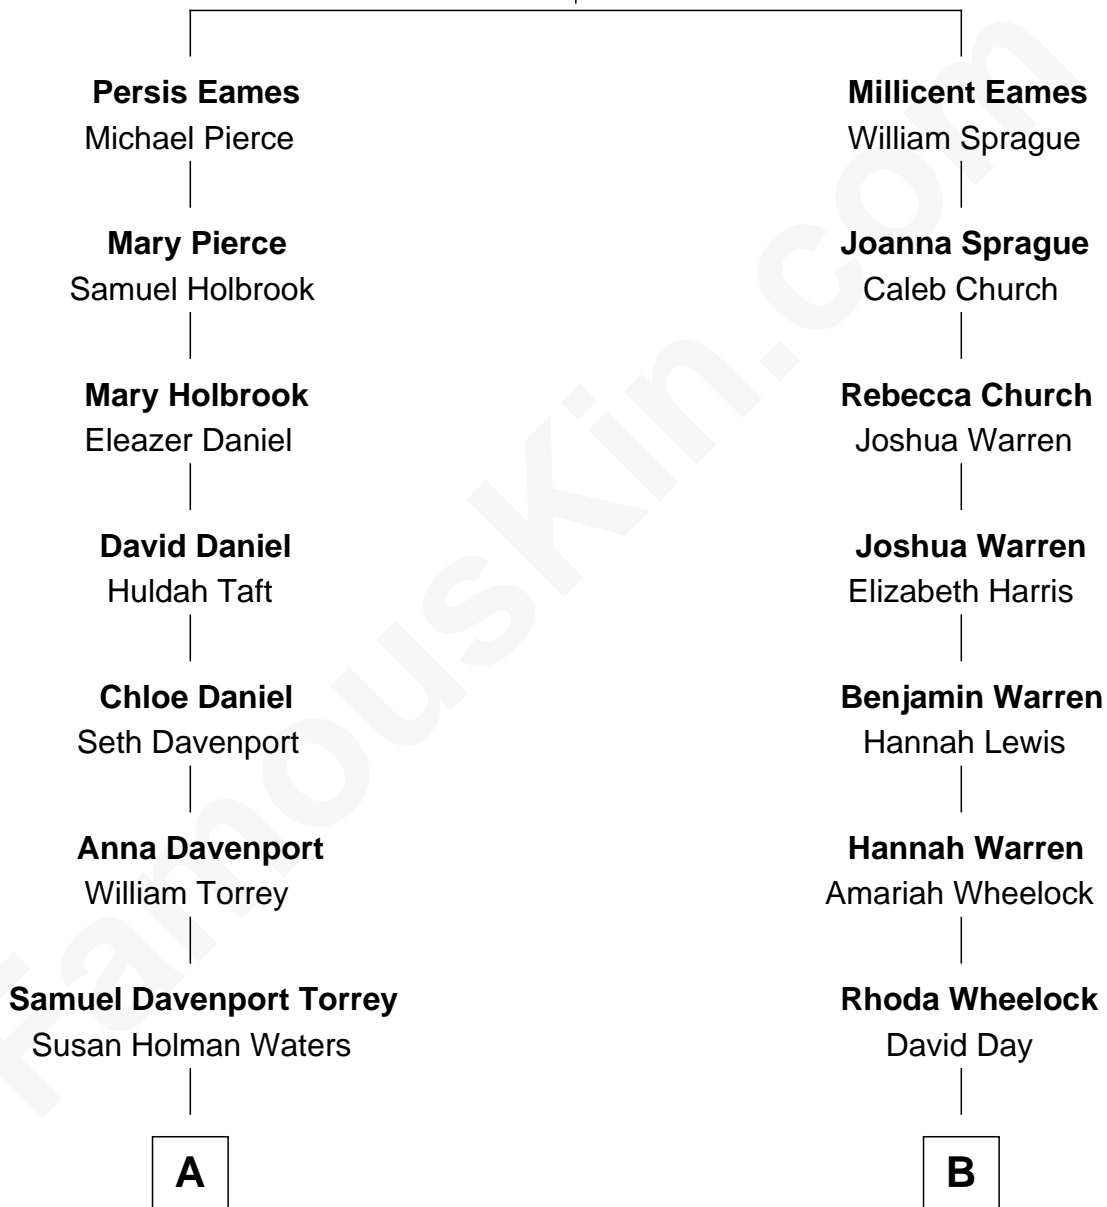 Persis Eames
Michael Pierce
Millicent Eames
William Sprague
Mary Pierce
Samuel Holbrook
Joanna Sprague
Caleb Church
Mary Holbrook
Eleazer Daniel
Rebecca Church
Joshua Warren
David Daniel
Huldah Taft
Joshua Warren
Elizabeth Harris
Chloe Daniel
Seth Davenport
Benjamin Warren
Hannah Lewis
Anna Davenport
William Torrey
Hannah Warren
Amariah Wheelock
Samuel Davenport Torrey
Susan Holman Waters
Rhoda Wheelock
David Day
A
B
FamousKin.com